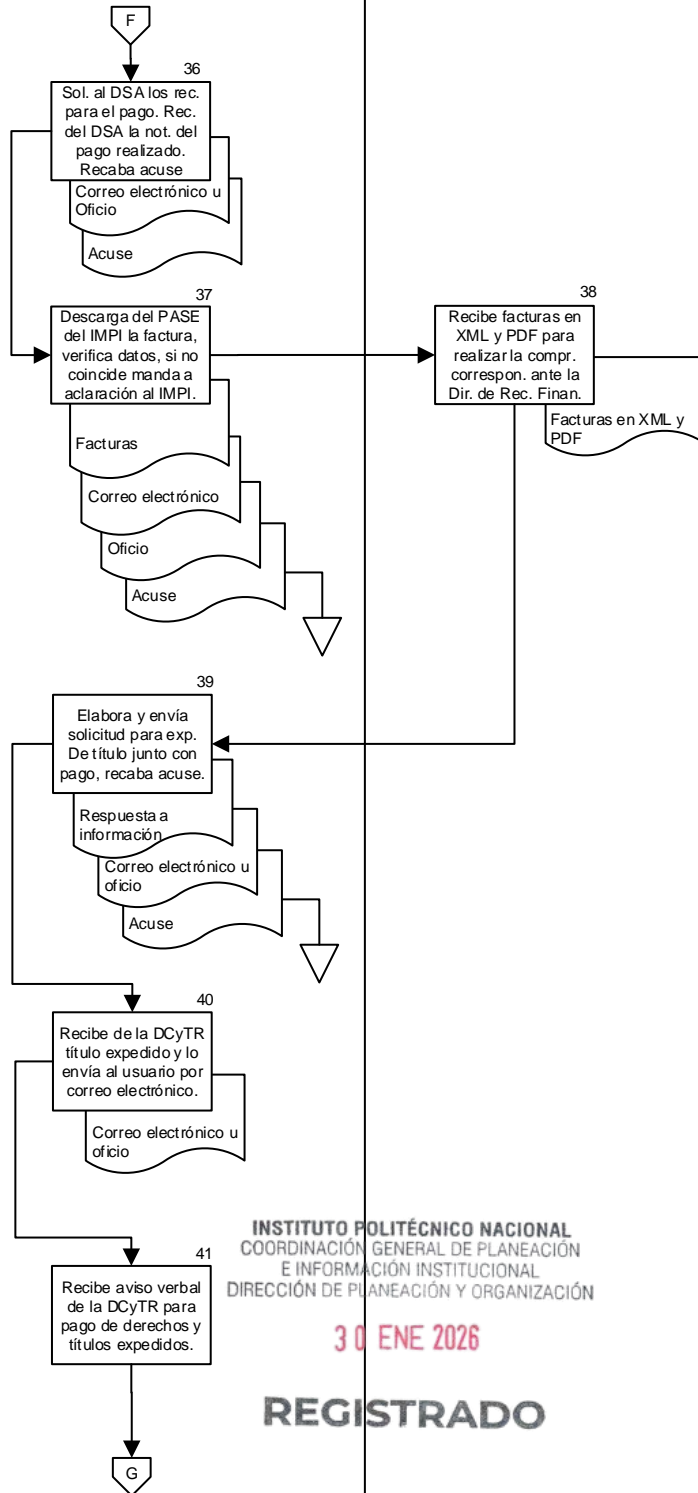 F
36
Sol. al DSA los rec.
para el pago. Rec.
del DSA la not. del
pago realizado.
Recaba acuse
Correo electrónico u
Oficio
Acuse
37
Descarga del PASE
del IMPI la factura,
verifica datos, si no
coincide manda a
aclaración al IMPI.
Facturas
Correo electrónico
Oficio
Acuse
38
Recibe facturas en
XML y PDF para
realizar la compr.
correspon. ante la
Dir. de Rec. Finan.
Facturas en XML y
PDF
39
Elabora y envía
solicitud para exp.
De título junto con
pago, recaba acuse.
Respuesta a
información
Correo electrónico u
oficio
Acuse
40
Recibe de la DCyTR
título expedido y lo
envía al usuario por
correo electrónico.
Correo electrónico u
oficio
41
Recibe aviso verbal
de la DCyTR para
pago de derechos y
títulos expedidos.
G
INSTITUTO POLITÉCNICO NACIONAL
COORDINACIÓN GENERAL DE PLANEACIÓN
E INFORMACIÓN INSTITUCIONAL
DIRECCIÓN DE PLANEACIÓN Y ORGANIZACIÓN
30 ENE 2026
REGISTRADO